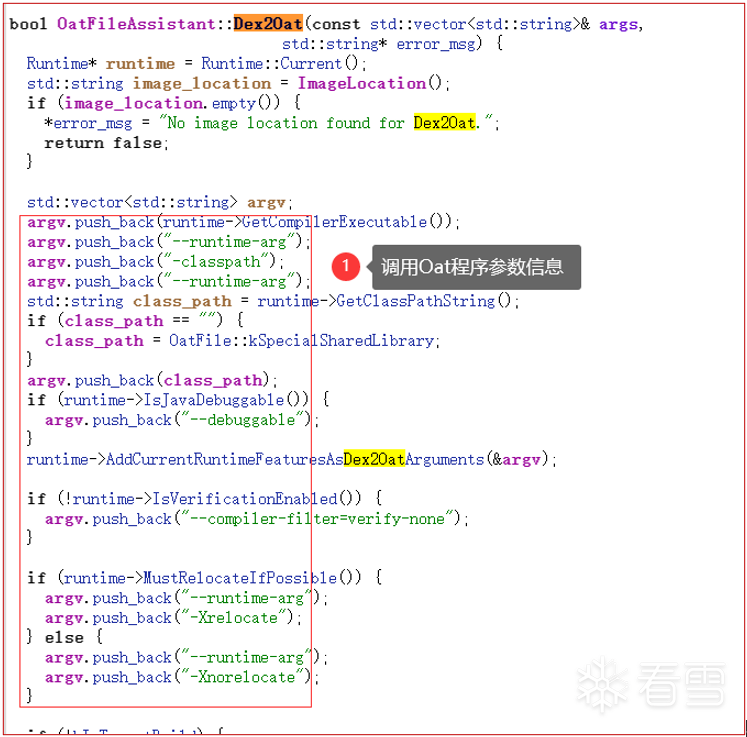 bool OatFileAssistant::Dex2Oat(const std::vector<std::string>& args,
std::string* error_msg) {
Runtime* runtime = Runtime::Current();
std::string image_location = ImageLocation();
if (image_location.empty()) {
*error_msg = "No image location found for Dex2Oat.";
return false;
}
std::vector<std::string> argv;
argv.push_back(runtime->GetCompilerExecutable());
argv.push_back("--runtime-arg");
argv.push_back("-classpath");
argv.push_back("--runtime-arg");
1 调用Oat程序参数信息
std::string class_path = runtime->GetClassPathString();
if (class_path == "") {
class_path = OatFile::kSpecialSharedLibrary;
}
argv.push_back(class_path);
if (runtime->IsJavaDebuggable()) {
argv.push_back("--debuggable");
}
runtime->AddCurrentRuntimeFeaturesAsDex2OatArguments(&argv);
if (!runtime->IsVerificationEnabled()) {
argv.push_back("--compiler-filter=verify-none");
}
if (runtime->MustRelocateIfPossible()) {
argv.push_back("--runtime-arg");
argv.push_back("-Xrelocate");
} else {
argv.push_back("--runtime-arg");
argv.push_back("-Xnorelocate");
}
看雪